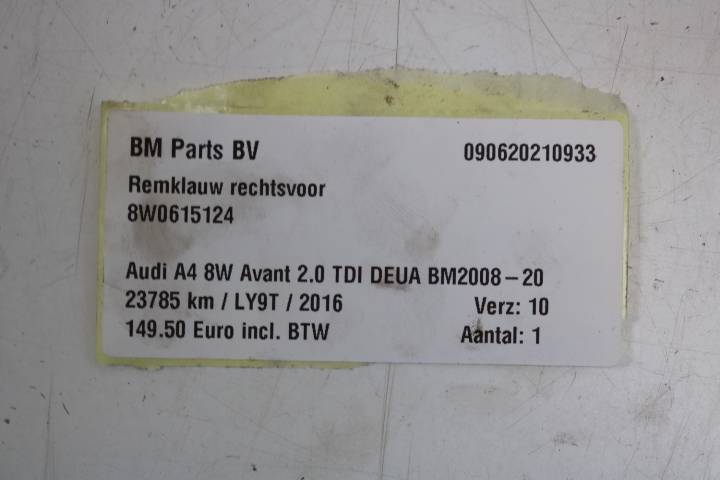 BM Parts BV 090620210933
Remklauw rechtsvoor
8W0615124
Audi A4 8W Avant 2.0 TDI DEUA BM2008-20
23785 km / LY9T / 2016 Verz: 10
149.50 Euro incl. BTW Aantal: 1